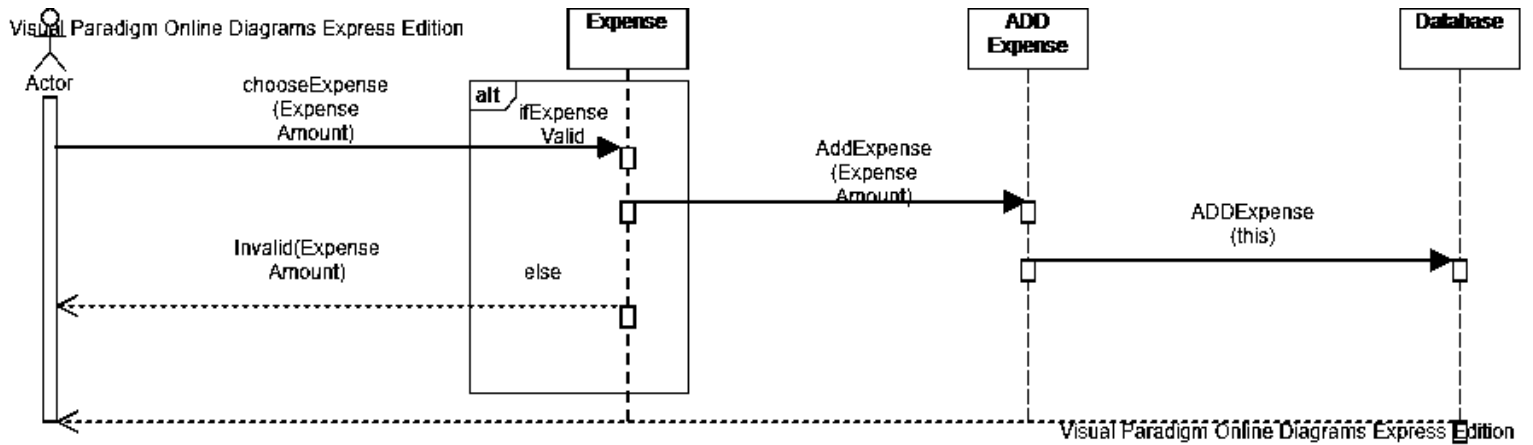 Visual Paradigm Online Diagrams Express Edition
Expense
ADD
Expense
Database
Actor
chooseExpense
(Expense
Amount)
alt
ifExpense
Valid
AddExpense
(Expense
Amount)
ADDExpense
(this)
Invalid(Expense
Amount)
else
Visual Paradigm Online Diagrams Express Edition